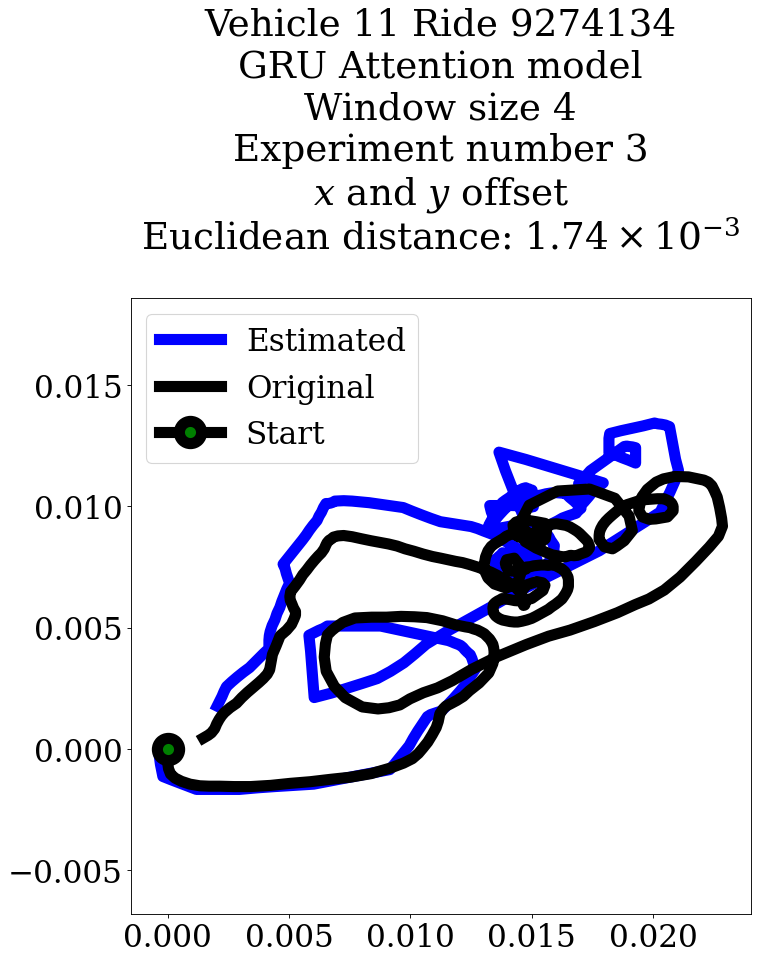 Vehicle 11 Ride 9274134
GRU Attention model
Window size 4
Experiment number 3
x and y offset
Euclidean distance: 1.74 × 10⁻³
Estimated
Original
Start
0.015
0.010
0.005
0.000
−0.005
0.000 0.005 0.010 0.015 0.020